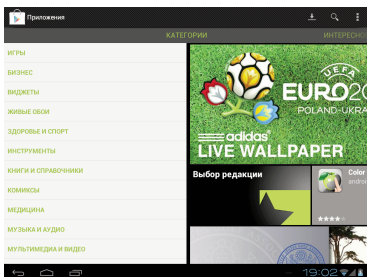 Приложения
КАТЕГОРИИ
ИНТЕРЕСНО
ИГРЫ
БИЗНЕС
ВИДЖЕТЫ
ЖИВЫЕ ОБОИ
ЗДОРОВЬЕ И СПОРТ
ИНСТРУМЕНТЫ
КНИГИ И СПРАВОЧНИКИ
КОМИКСЫ
МЕДИЦИНА
МУЗЫКА И АУДИО
МУЛЬТИМЕДИА И ВИДЕО
UEFA
EURO20
POLAND-UKRA
adidas
LIVE WALLPAPER
Выбор редакции
Color
androi
19:02